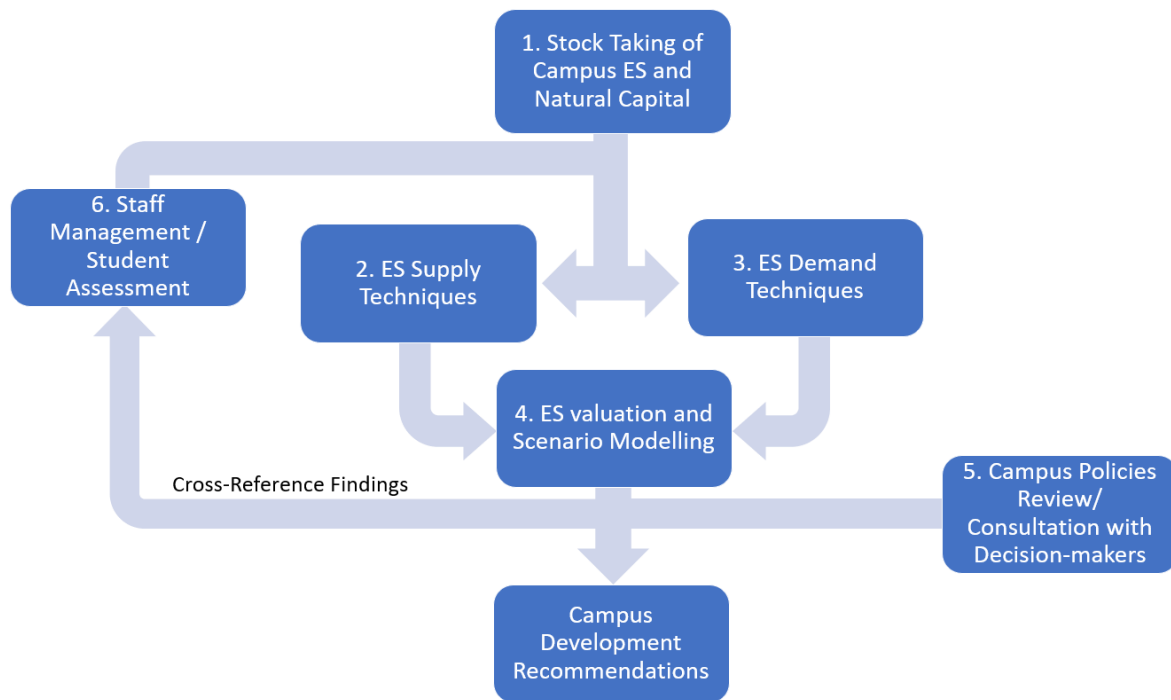 1. Stock Taking of
Campus ES and
Natural Capital
6. Staff
Management /
Student
Assessment
2. ES Supply
Techniques
3. ES Demand
Techniques
4. ES valuation and
Scenario Modelling
Cross-Reference Findings
5. Campus Policies
Review/
Consultation with
Decision-makers
Campus
Development
Recommendations